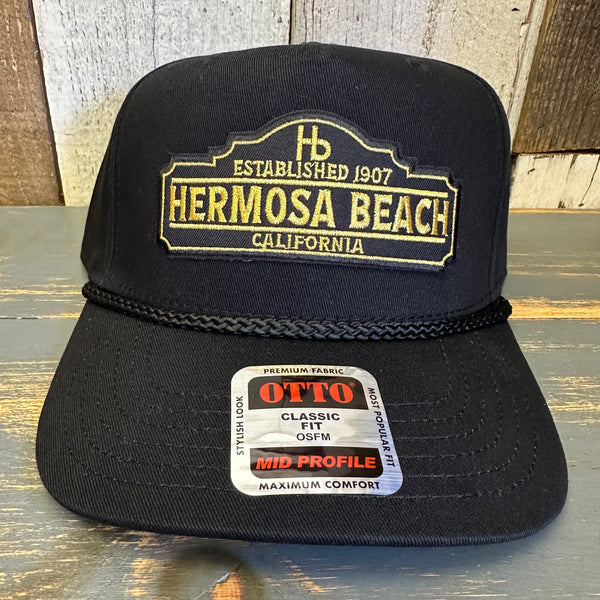 Hb
ESTABLISHED 1907
HERMOSA BEACH
CALIFORNIA
PREMIUM FABRIC
STYLISH LOOK
OTTO
CLASSIC
FIT
OSFM
MID PROFILE
MOST POPULAR FIT
MAXIMUM COMFORT